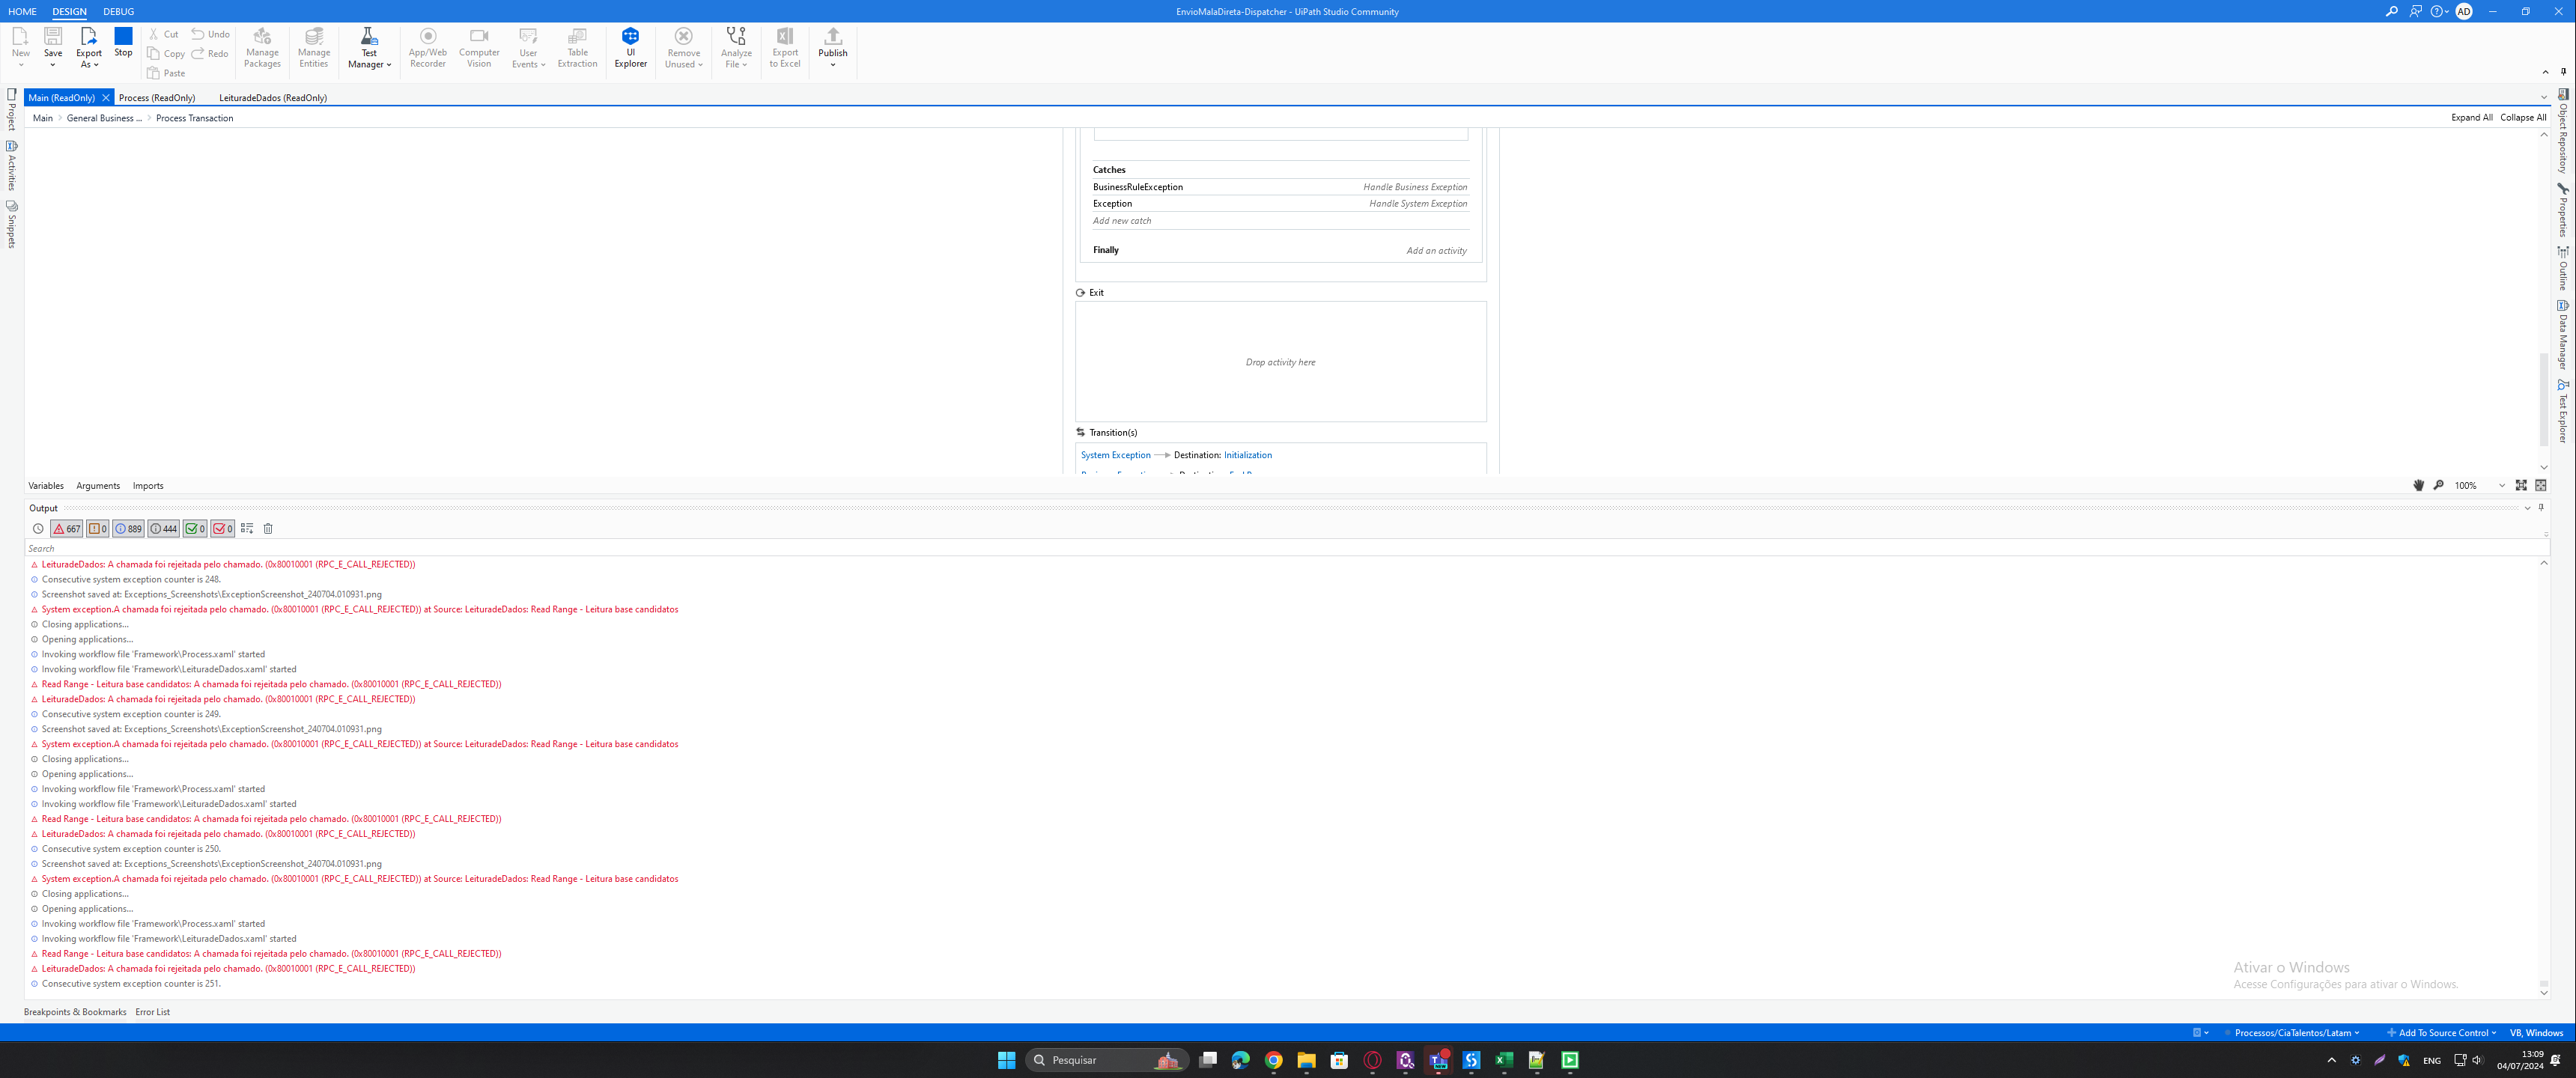 HOME DESIGN DEBUG
EnvioMalaDireta-Dispatcher - UiPath Studio Community
AD
New
Save
Export As
Stop
Cut
Copy
Paste
Undo
Redo
Manage Packages
Manage Entities
Test Manager
App/Web Recorder
Computer Vision
User Events
Table Extraction
UI Explorer
Remove Unused
Analyze File
Export to Excel
Publish
Project
Activities
Snippets
Main (ReadOnly) Process (ReadOnly) LeituradeDados (ReadOnly)
Main > General Business ... > Process Transaction
Expand All Collapse All
Object Repository
Properties
Outline
Data Manager
Test Explorer
Catches
BusinessRuleException Handle Business Exception
Exception Handle System Exception
Add new catch
Finally Add an activity
Exit
Drop activity here
Transition(s)
System Exception Destination: Initialization
Variables Arguments Imports
100%
Output
667 0 889 444 0 0
Search
LeituradeDados: A chamada foi rejeitada pelo chamado. (0x80010001 (RPC_E_CALL_REJECTED))
Consecutive system exception counter is 248.
Screenshot saved at: Exceptions_Screenshots\ExceptionScreenshot_240704.010931.png
System exception.A chamada foi rejeitada pelo chamado. (0x80010001 (RPC_E_CALL_REJECTED)) at Source: LeituradeDados: Read Range - Leitura base candidatos
Closing applications...
Opening applications...
Invoking workflow file 'Framework\Process.xaml' started
Invoking workflow file 'Framework\LeituradeDados.xaml' started
Read Range - Leitura base candidatos: A chamada foi rejeitada pelo chamado. (0x80010001 (RPC_E_CALL_REJECTED))
LeituradeDados: A chamada foi rejeitada pelo chamado. (0x80010001 (RPC_E_CALL_REJECTED))
Consecutive system exception counter is 249.
Screenshot saved at: Exceptions_Screenshots\ExceptionScreenshot_240704.010931.png
System exception.A chamada foi rejeitada pelo chamado. (0x80010001 (RPC_E_CALL_REJECTED)) at Source: LeituradeDados: Read Range - Leitura base candidatos
Closing applications...
Opening applications...
Invoking workflow file 'Framework\Process.xaml' started
Invoking workflow file 'Framework\LeituradeDados.xaml' started
Read Range - Leitura base candidatos: A chamada foi rejeitada pelo chamado. (0x80010001 (RPC_E_CALL_REJECTED))
LeituradeDados: A chamada foi rejeitada pelo chamado. (0x80010001 (RPC_E_CALL_REJECTED))
Consecutive system exception counter is 250.
Screenshot saved at: Exceptions_Screenshots\ExceptionScreenshot_240704.010931.png
System exception.A chamada foi rejeitada pelo chamado. (0x80010001 (RPC_E_CALL_REJECTED)) at Source: LeituradeDados: Read Range - Leitura base candidatos
Closing applications...
Opening applications...
Invoking workflow file 'Framework\Process.xaml' started
Invoking workflow file 'Framework\LeituradeDados.xaml' started
Read Range - Leitura base candidatos: A chamada foi rejeitada pelo chamado. (0x80010001 (RPC_E_CALL_REJECTED))
LeituradeDados: A chamada foi rejeitada pelo chamado. (0x80010001 (RPC_E_CALL_REJECTED))
Consecutive system exception counter is 251.
Ativar o Windows
Acesse Configurações para ativar o Windows.
Breakpoints & Bookmarks Error List
Processos/CiaTalentos/Latam Add To Source Control VB, Windows
Pesquisar
ENG
13:09
04/07/2024